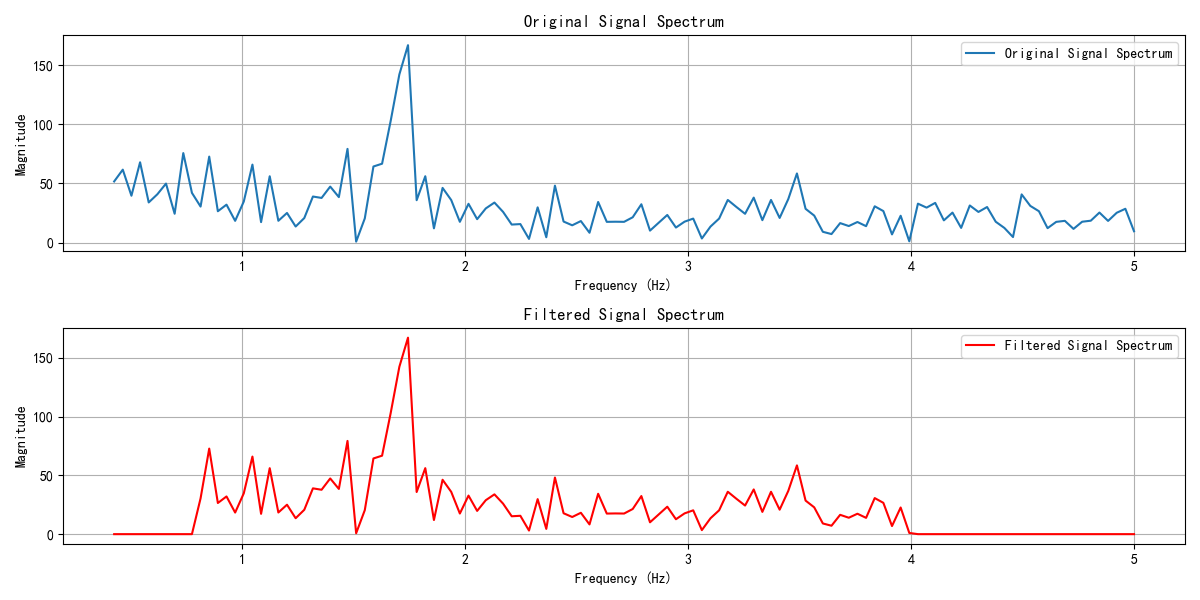 Original Signal Spectrum
Original Signal Spectrum
150
100
50
0
Magnitude
1 2 3 4 5
Frequency (Hz)
Filtered Signal Spectrum
Filtered Signal Spectrum
150
100
50
0
Magnitude
1 2 3 4 5
Frequency (Hz)